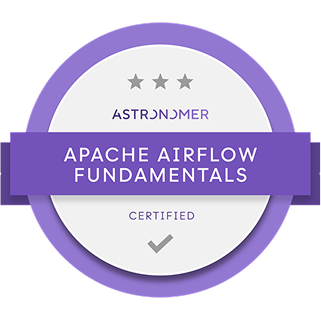 ASTRONOMER
APACHE AIRFLOW
FUNDAMENTALS
CERTIFIED